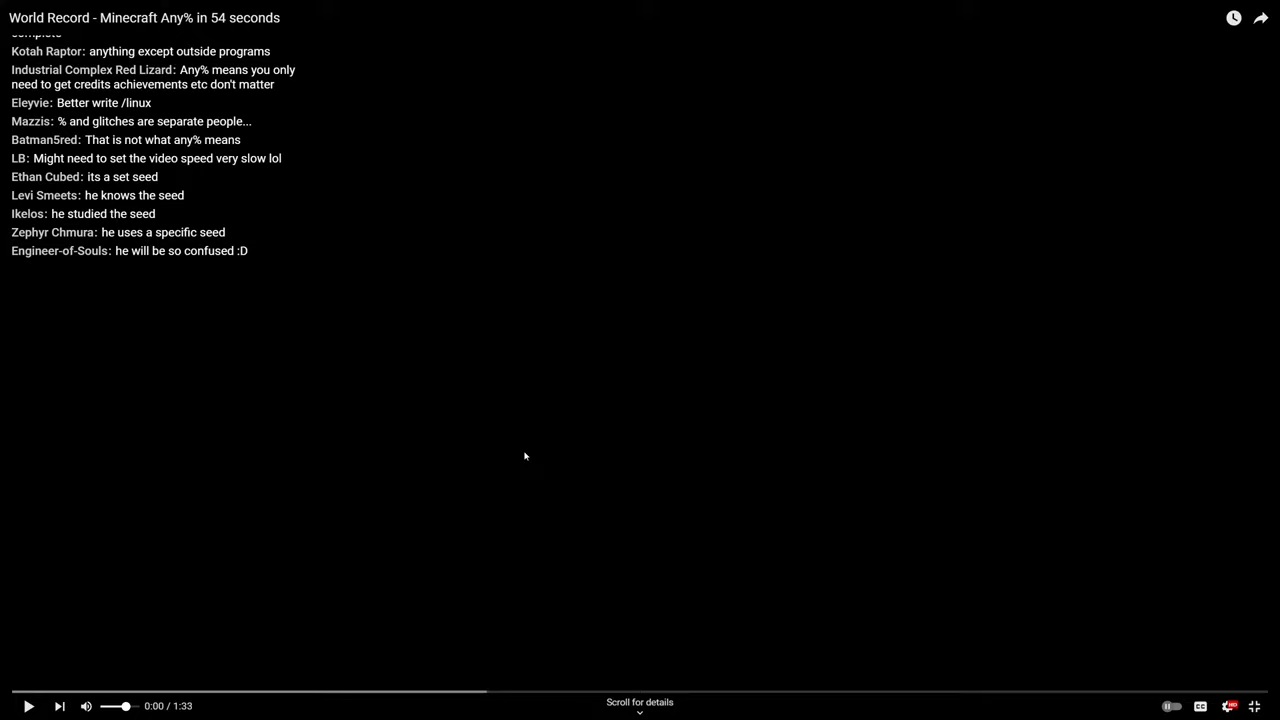 World Record - Minecraft Any% in 54 seconds
complete
Kotah Raptor: anything except outside programs
Industrial Complex Red Lizard: Any% means you only
need to get credits achievements etc don't matter
Eleyvie: Better write /linux
Mazzis: % and glitches are separate people...
Batman5red: That is not what any% means
LB: Might need to set the video speed very slow lol
Ethan Cubed: its a set seed
Levi Smeets: he knows the seed
Ikelos: he studied the seed
Zephyr Chmura: he uses a specific seed
Engineer-of-Souls: he will be so confused :D
Scroll for details
0:00 / 1:33
CC
HD